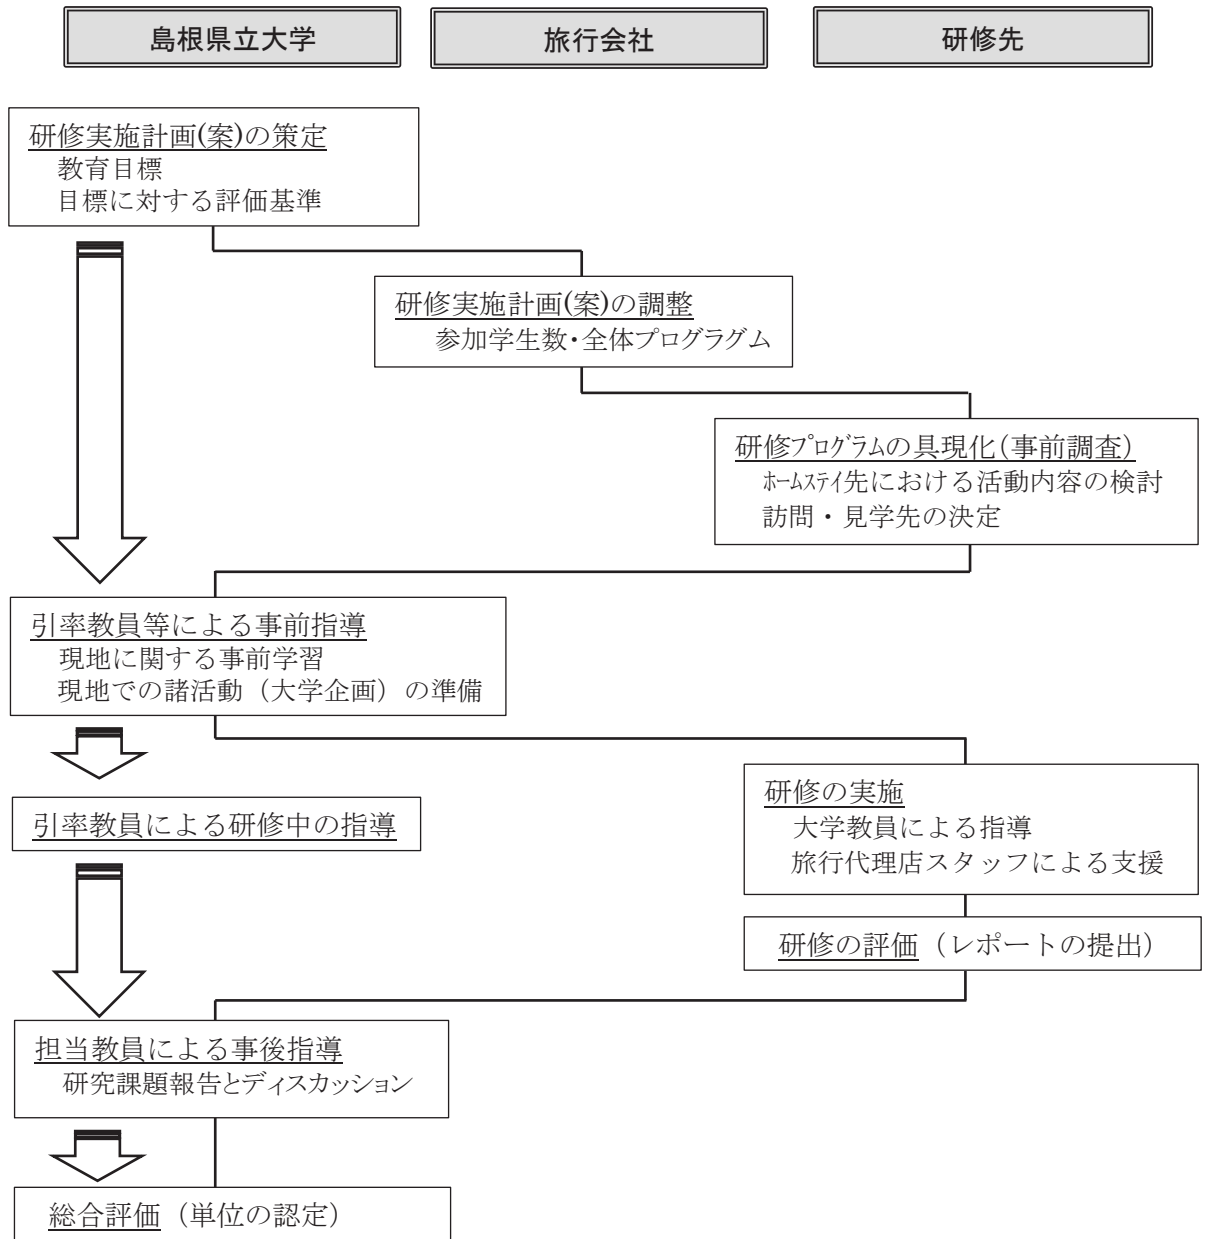 島根県立大学
旅行会社
研修先
研修実施計画(案)の策定
教育目標
目標に対する評価基準
研修実施計画(案)の調整
参加学生数・全体プログラグム
研修プログラムの具現化(事前調査)
ホームステイ先における活動内容の検討
訪問・見学先の決定
引率教員等による事前指導
現地に関する事前学習
現地での諸活動（大学企画）の準備
引率教員による研修中の指導
研修の実施
大学教員による指導
旅行代理店スタッフによる支援
研修の評価（レポートの提出）
担当教員による事後指導
研究課題報告とディスカッション
総合評価（単位の認定）